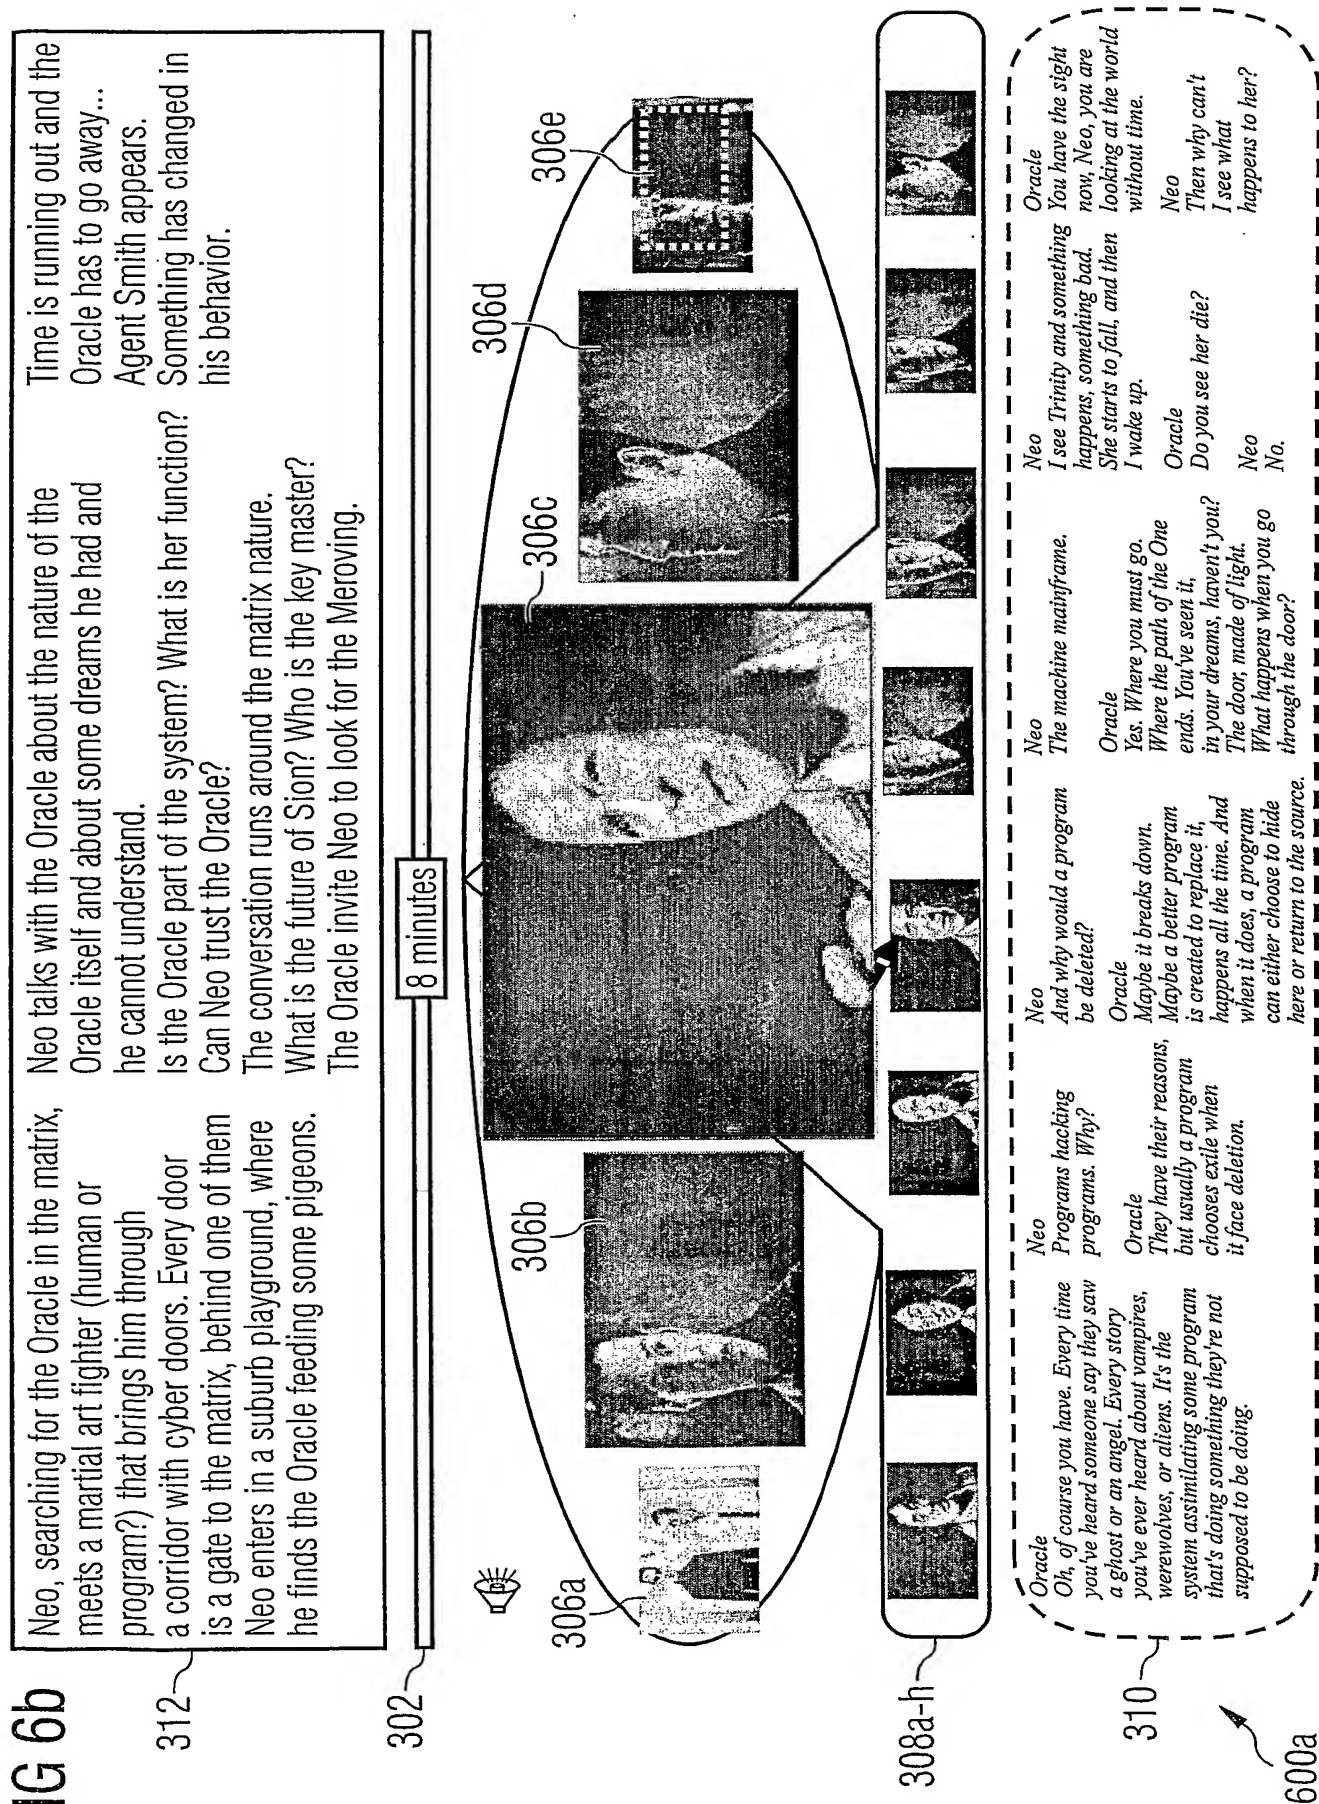 IG 6b
312
Neo, searching for the Oracle in the matrix,
meets a martial art fighter (human or
program?) that brings him through
a corridor with cyber doors. Every door
is a gate to the matrix, behind one of them
Neo enters in a suburb playground, where
he finds the Oracle feeding some pigeons.
Neo talks with the Oracle about the nature of the
Oracle itself and about some dreams he had and
he cannot understand.
Is the Oracle part of the system? What is her function?
Can Neo trust the Oracle?
The conversation runs around the matrix nature.
What is the future of Sion? Who is the key master?
The Oracle invite Neo to look for the Meroving.
Time is running out and the
Oracle has to go away...
Agent Smith appears.
Something has changed in
his behavior.
302
8 minutes
306a
306b
306c
306d
306e
308a-h
310
Oracle
Oh, of course you have. Every time
you've heard someone say they saw
a ghost or an angel. Every story
you've ever heard about vampires,
werewolves, or aliens. It's the
system assimilating some program
that's doing something they're not
supposed to be doing.
Neo
Programs hacking
programs. Why?
Oracle
They have their reasons,
but usually a program
chooses exile when
it face deletion.
Neo
And why would a program
be deleted?
Oracle
Maybe it breaks down.
Maybe a better program
is created to replace it,
happens all the time. And
when it does, a program
can either choose to hide
here or return to the source.
Neo
The machine mainframe.
Oracle
Yes. Where you must go.
Where the path of the One
ends. You've seen it,
in your dreams, haven't you?
The door, made of light.
What happens when you go
through the door?
Neo
I see Trinity and something
happens, something bad.
She starts to fall, and then
I wake up.
Oracle
Do you see her die?
Neo
No.
Oracle
You have the sight
now, Neo, you are
looking at the world
without time.
Neo
Then why can't
I see what
happens to her?
600a